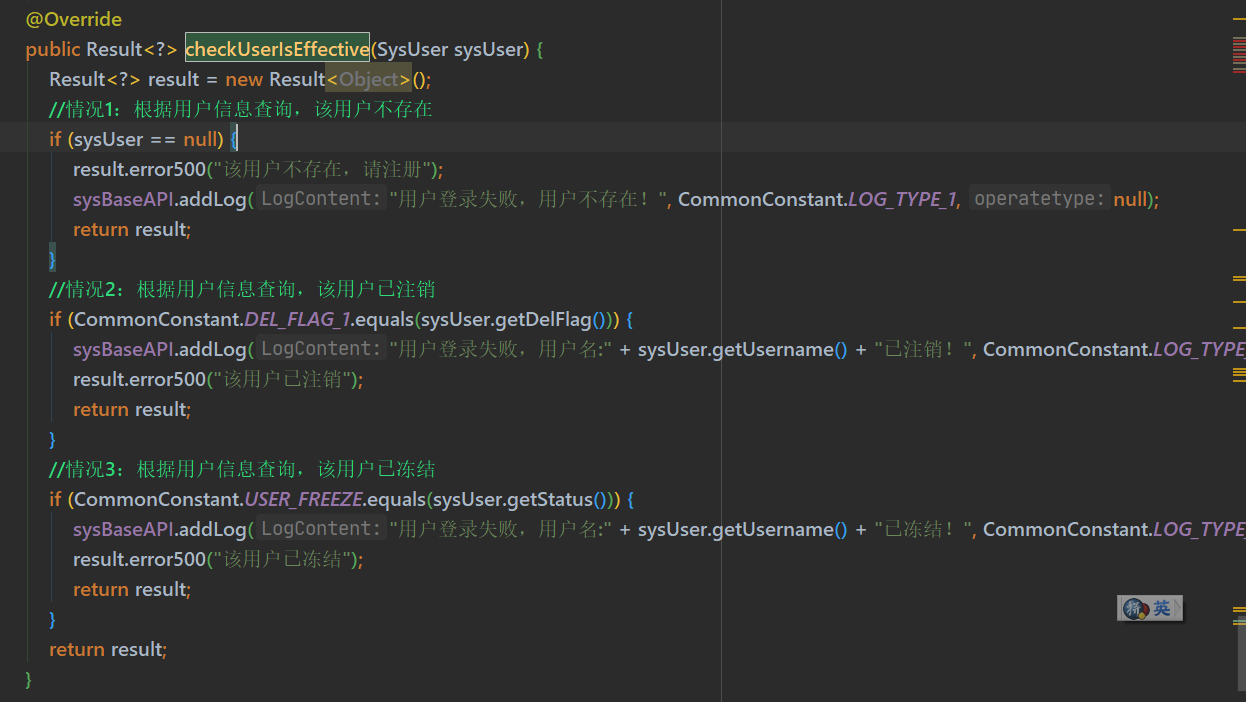 @Override
public Result<?> checkUserIsEffective(SysUser sysUser) {
Result<?> result = new Result<Object>();
//情况1：根据用户信息查询，该用户不存在
if (sysUser == null) {
result.error500("该用户不存在，请注册");
sysBaseAPI.addLog( LogContent: "用户登录失败，用户不存在！", CommonConstant.LOG_TYPE_1, operatetype: null);
return result;
}
//情况2：根据用户信息查询，该用户已注销
if (CommonConstant.DEL_FLAG_1.equals(sysUser.getDelFlag())) {
sysBaseAPI.addLog( LogContent: "用户登录失败，用户名:" + sysUser.getUsername() + "已注销！", CommonConstant.LOG_TYPE_
result.error500("该用户已注销");
return result;
}
//情况3：根据用户信息查询，该用户已冻结
if (CommonConstant.USER_FREEZE.equals(sysUser.getStatus())) {
sysBaseAPI.addLog( LogContent: "用户登录失败，用户名:" + sysUser.getUsername() + "已冻结！", CommonConstant.LOG_TYPE_
result.error500("该用户已冻结");
return result;
}
英
return result;
}